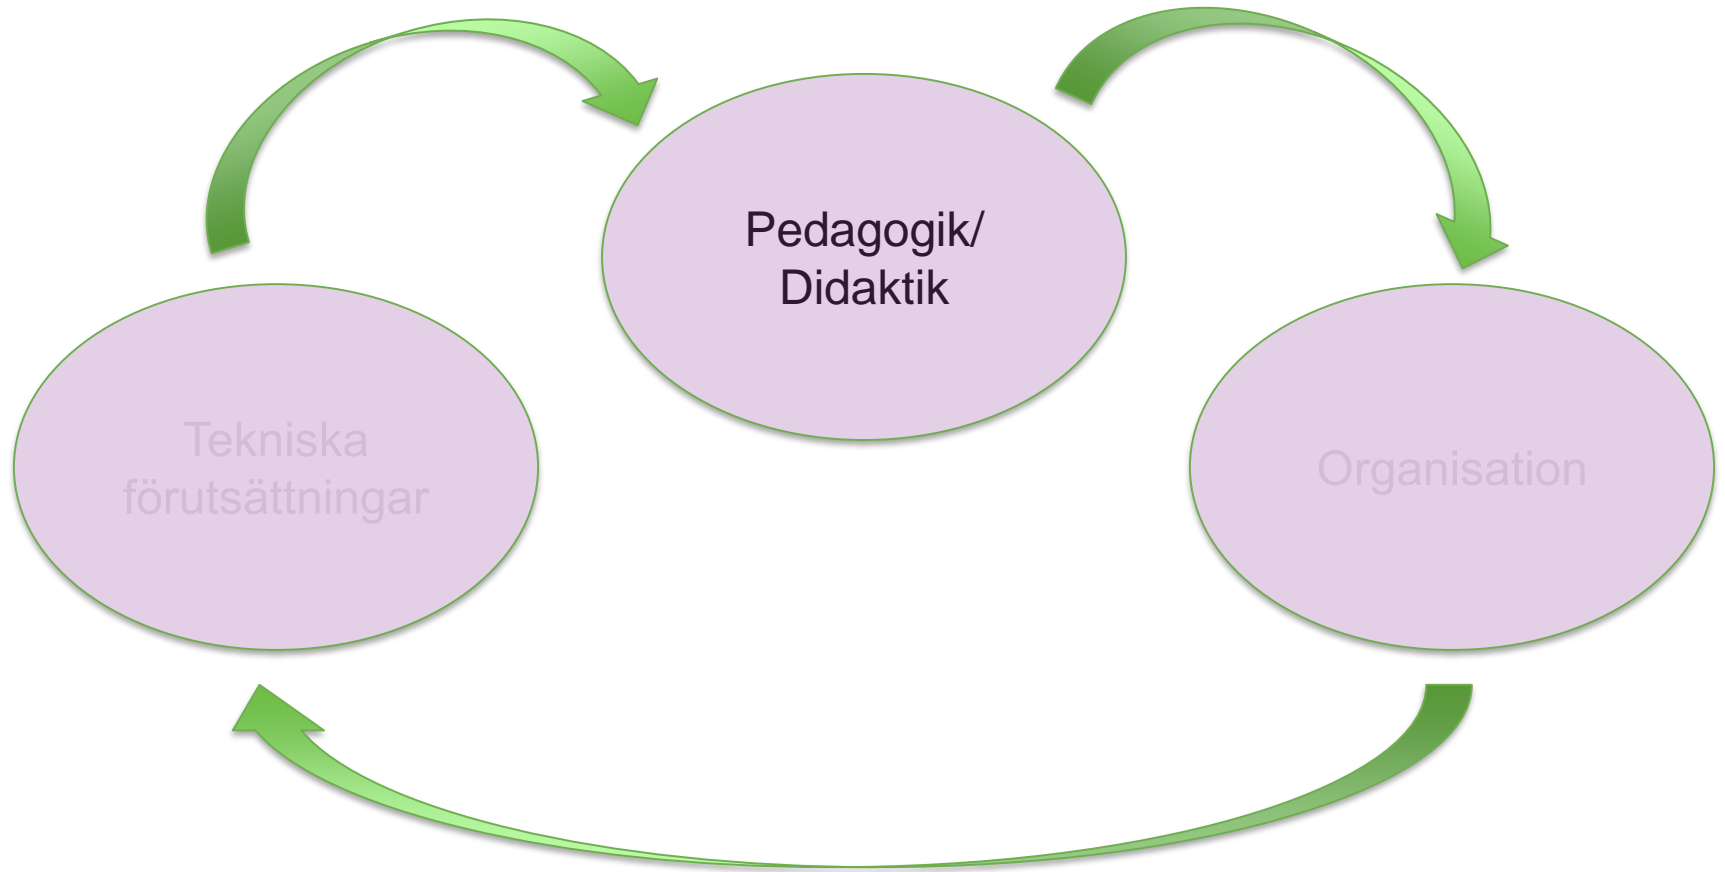 Pedagogik/
Didaktik
Tekniska
förutsättningar
Organisation